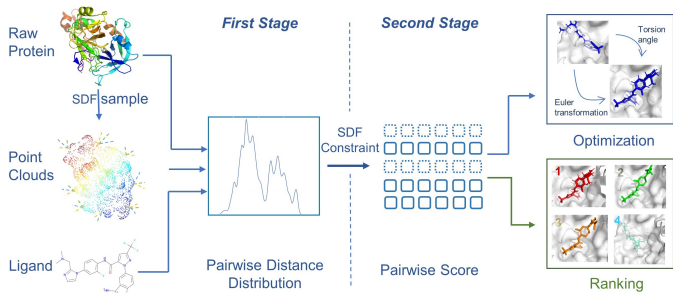 First Stage
Second Stage
Raw
Protein
SDF sample
Point
Clouds
Ligand
Pairwise Distance
Distribution
SDF
Constraint
Pairwise Score
Torsion
angle
Euler
transformation
Optimization
1
2
3
4
Ranking